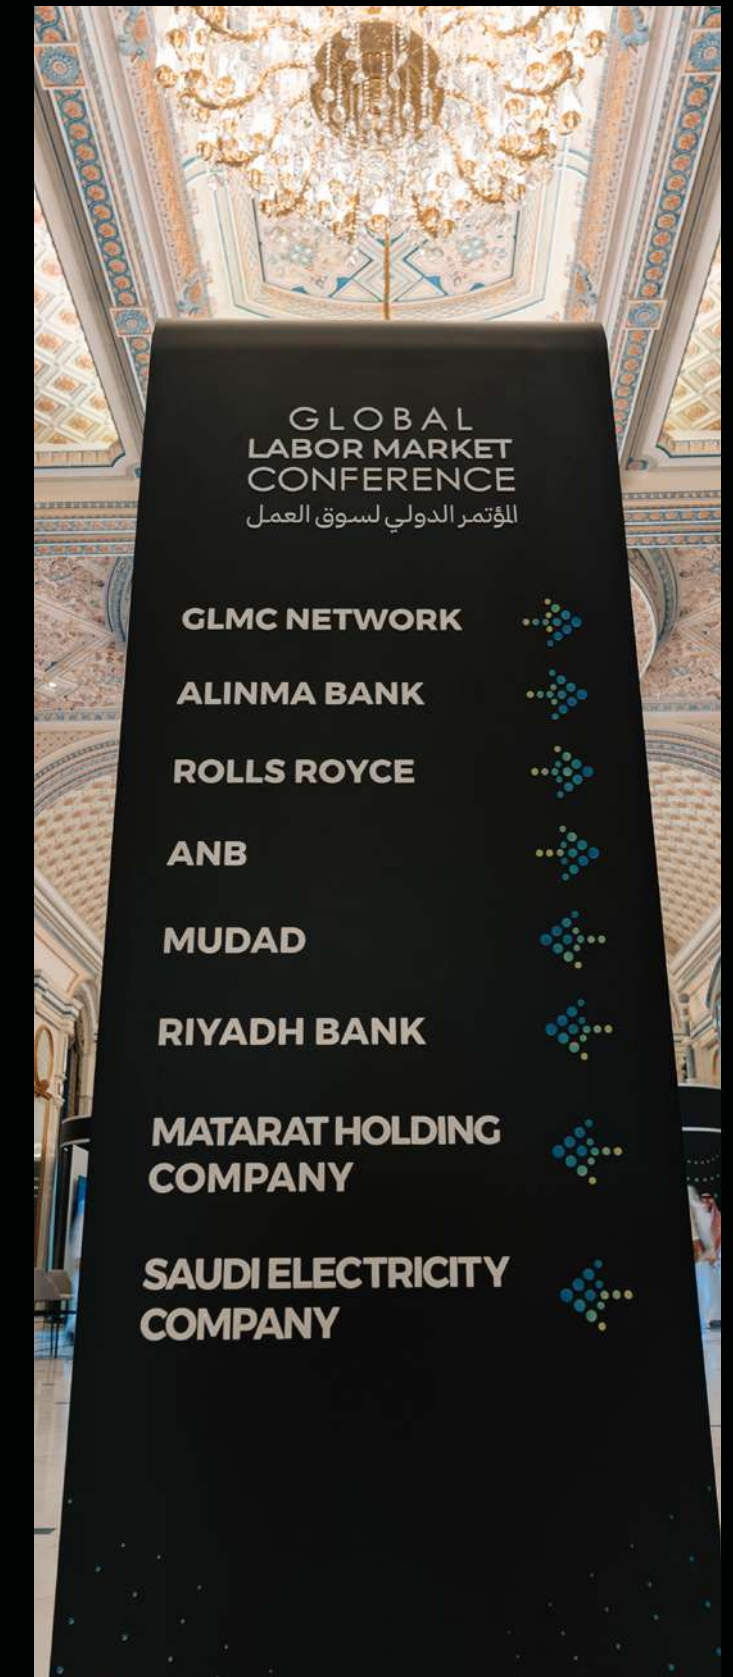 GLOBAL
LABOR MARKET
CONFERENCE
المؤتمر الدولي لسوق العمل
GLMC NETWORK
ALINMA BANK
ROLLS ROYCE
ANB
MUDAD
RIYADH BANK
MATARAT HOLDING
COMPANY
SAUDI ELECTRICITY
COMPANY